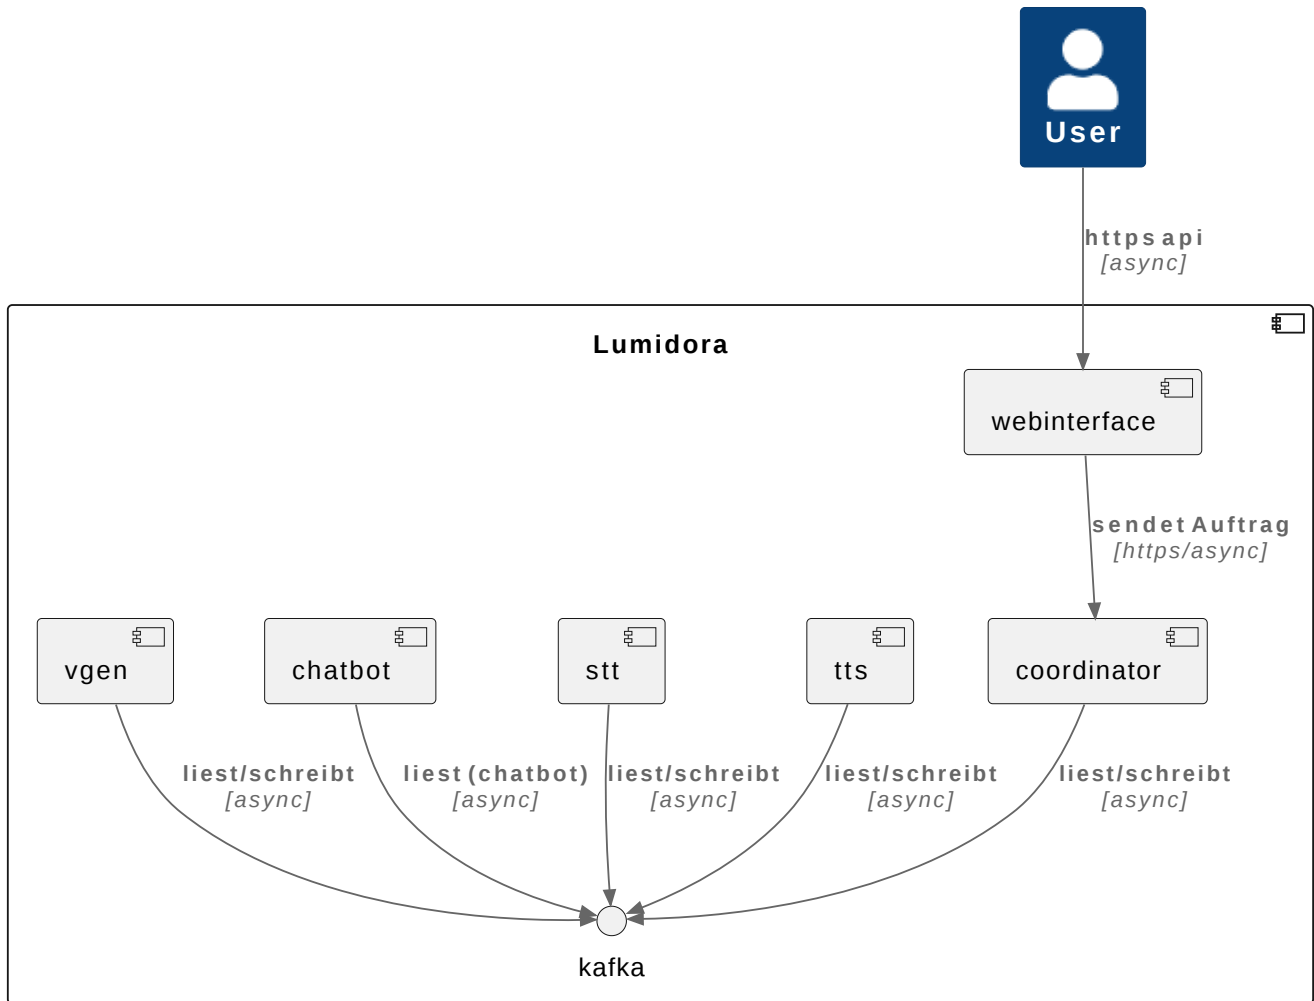 User
https api
[async]
Lumidora
webinterface
sendet Auftrag
[https/async]
vgen
chatbot
stt
tts
coordinator
liest/schreibt
[async]
liest (chatbot)
[async]
liest/schreibt
[async]
liest/schreibt
[async]
liest/schreibt
[async]
kafka